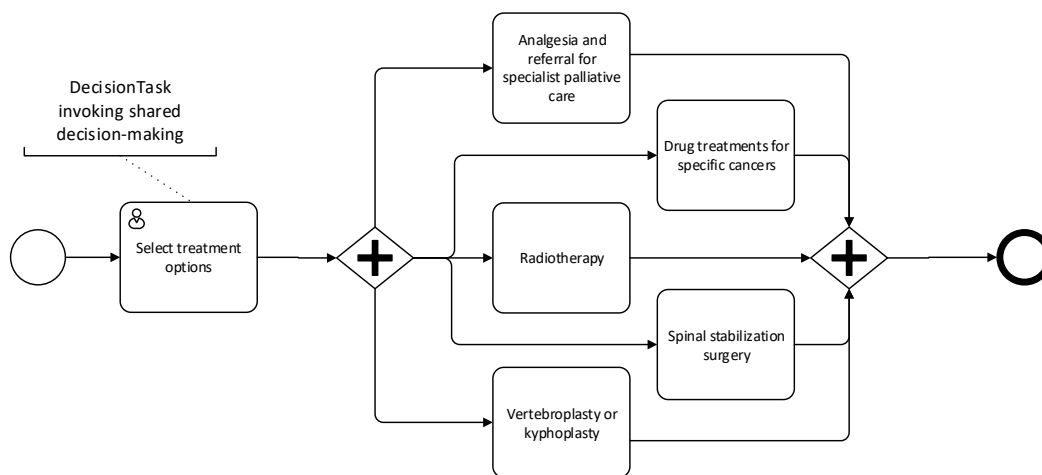 DecisionTask
invoking shared
decision-making
Select treatment
options
Analgesia and
referral for
specialist palliative
care
Drug treatments for
specific cancers
Radiotherapy
Spinal stabilization
surgery
Vertebroplasty or
kyphoplasty